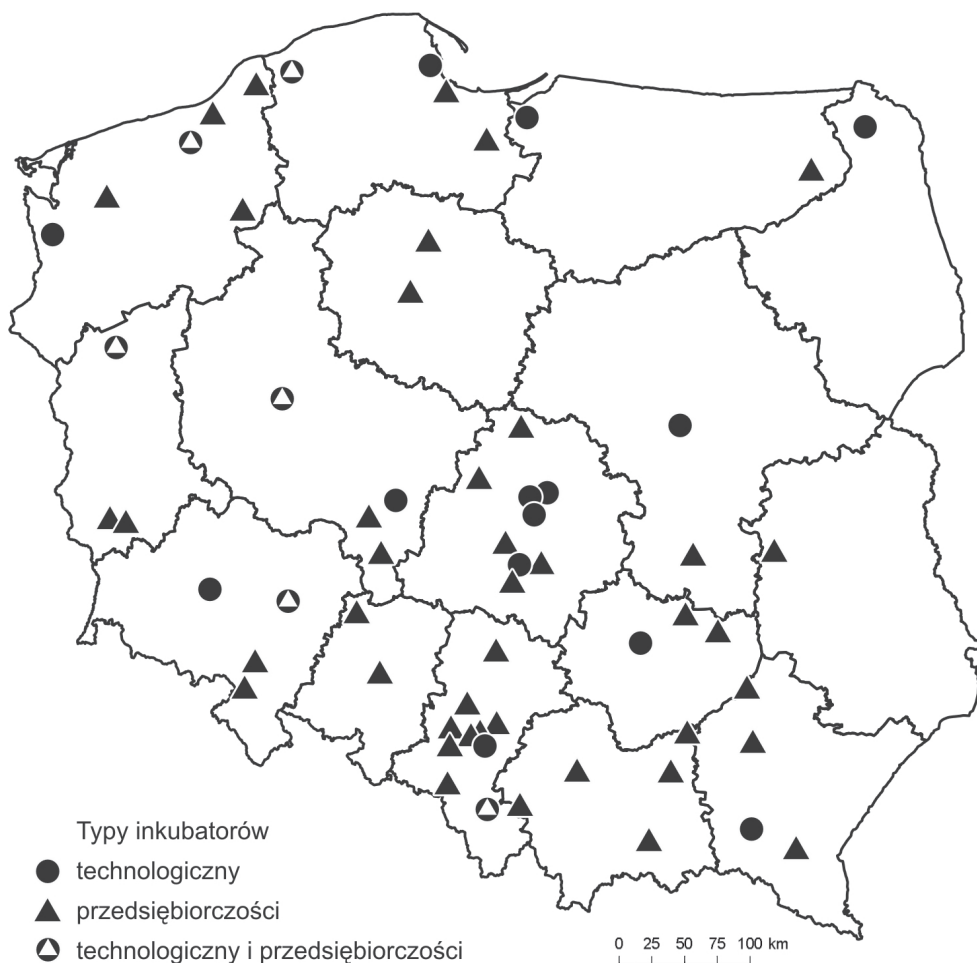 Typy inkubatorów
technologiczny
przedsiębiorczości
technologiczny i przedsiębiorczości
0 25 50 75 100 km